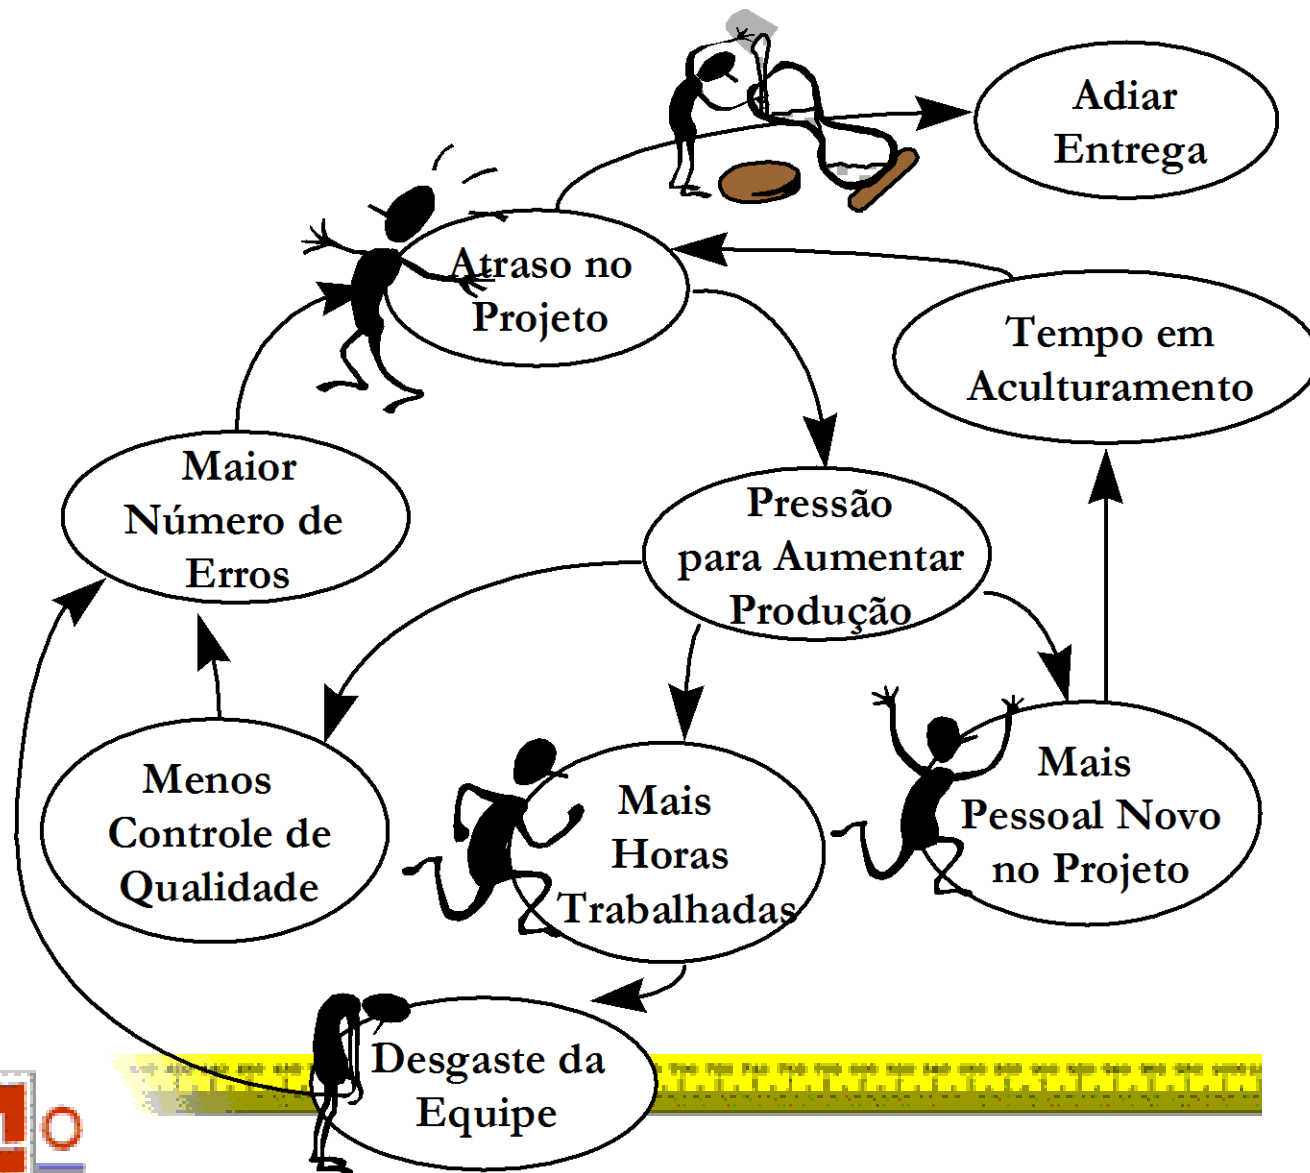 Adiar
Entrega
Atraso no
Projeto
Tempo em
Aculturamento
Maior
Número de
Erros
Pressão
para Aumentar
Produção
Menos
Controle de
Qualidade
Mais
Horas
Trabalhadas
Mais
Pessoal Novo
no Projeto
Desgaste da
Equipe